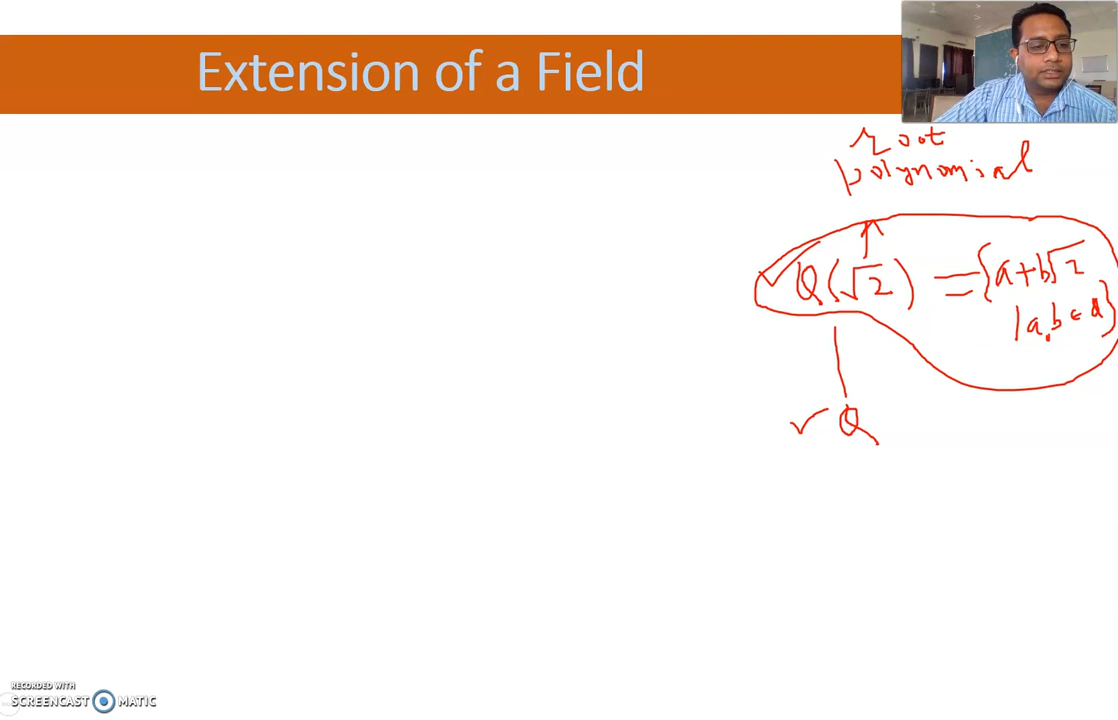 Extension of a Field
root
polynomial
Q(√2) = {a+b√2
|a,b ∈ Q}
Q
RECORDED WITH
SCREENCAST MATIC